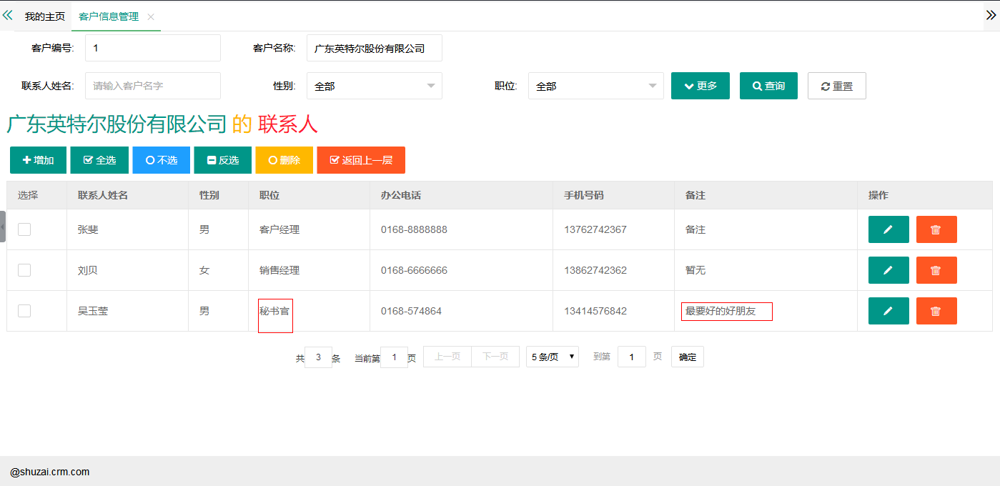 我的主页 客户信息管理
客户编号: 1 客户名称: 广东英特尔股份有限公司
联系人姓名: 请输入客户名字 性别: 全部 职位: 全部 更多 查询 重置
广东英特尔股份有限公司 的 联系人
增加 全选 不选 反选 删除 返回上一层
选择 联系人姓名 性别 职位 办公电话 手机号码 备注 操作
张斐 男 客户经理 0168-8888888 13762742367 备注
刘贝 女 销售经理 0168-6666666 13862742362 暂无
吴玉莹 男 秘书官 0168-574864 13414576842 最要好的好朋友
共 3 条 当前第 1 页 上一页 下一页 5 条/页 到第 1 页 确定
@shuzai.crm.com